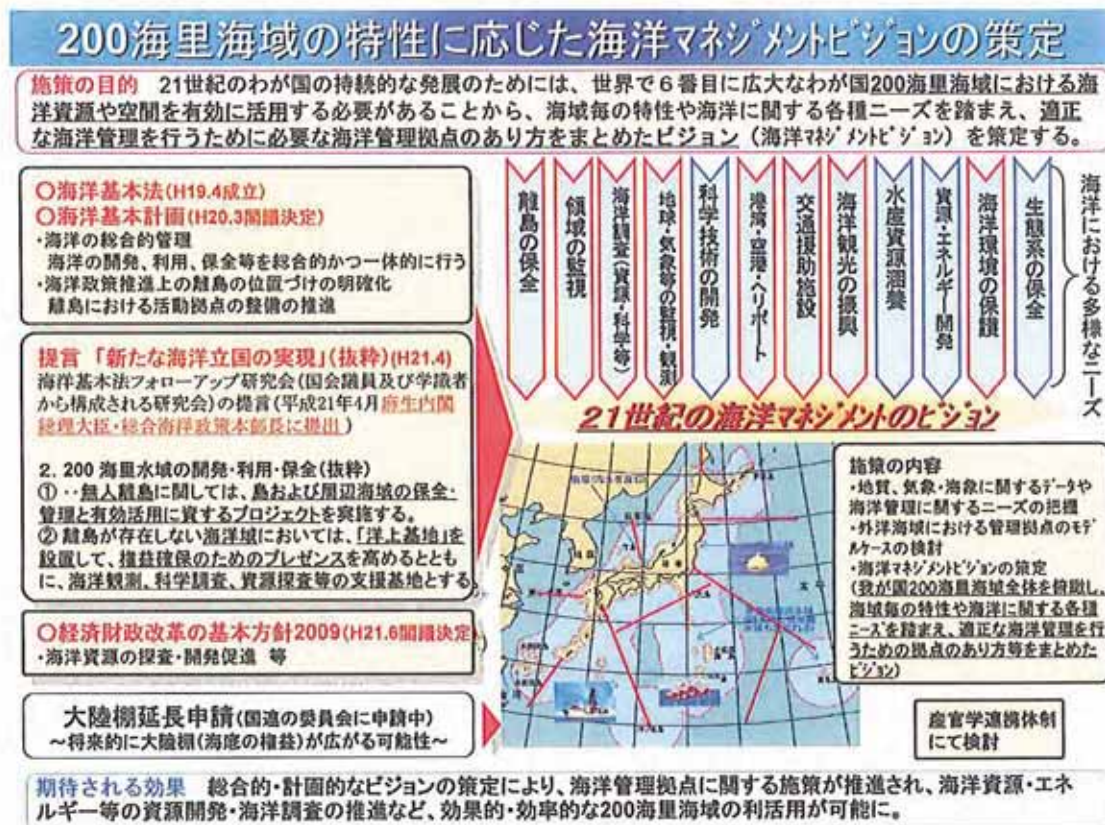 200海里海域の特性に応じた海洋マネジメントビジョンの策定
施策の目的　21世紀のわが国の持続的な発展のためには、世界で６番目に広大なわが国200海里海域における海
洋資源や空間を有効に活用する必要があることから、海域毎の特性や海洋に関する各種ニーズを踏まえ、適正
な海洋管理を行うために必要な海洋管理拠点のあり方をまとめたビジョン（海洋マネジメントビジョン）を策定する。
○海洋基本法(H19.4成立)
○海洋基本計画(H20.3閣議決定)
・海洋の総合的管理
海洋の開発、利用、保全等を総合的かつ一体的に行う
・海洋政策推進上の離島の位置づけの明確化
離島における活動拠点の整備の推進
提言「新たな海洋立国の実現」(抜粋)(H21.4)
海洋基本法フォローアップ研究会(国会議員及び学識者
から構成される研究会)の提言(平成21年4月麻生内閣
総理大臣・総合海洋政策本部長に提出)
2. 200 海里水域の開発・利用・保全(抜粋)
① ‥無人離島に関しては、島および周辺海域の保全・
管理と有効活用に資するプロジェクトを実施する。
② 離島が存在しない海洋域においては、「洋上基地」を
設置して、権益確保のためのプレゼンスを高めるととも
に、海洋観測、科学調査、資源探査等の支援基地とする
○経済財政改革の基本方針2009(H21.6閣議決定
・海洋資源の探査・開発促進 等
大陸棚延長申請(国連の委員会に申請中)
～将来的に大陸棚(海底の権益)が広がる可能性～
離島の保全
領域の監視
海洋調査(資源・科学・等)
地球・気象等の監視・観測
科学技術の開発
港湾・空港・ヘリポート
交通援助施設
海洋観光の振興
水産資源涵養
資源・エネルギー開発
海洋環境の保護
生態系の保全
海洋における多様なニーズ
21世紀の海洋マネジメントのビジョン
施策の内容
・地質、気象・海象に関するデータや
海洋管理に関するニーズの把握
・外洋海域における管理拠点のモデ
ルケースの検討
・海洋マネジメントビジョンの策定
(我が国200海里海域全体を俯瞰し、
海域毎の特性や海洋に関する各種
ニーズを踏まえ、適正な海洋管理を行
うための拠点のあり方等をまとめた
ビジョン)
産官学連携体制
にて検討
期待される効果　総合的・計画的なビジョンの策定により、海洋管理拠点に関する施策が推進され、海洋資源・エネ
ルギー等の資源開発・海洋調査の推進など、効果的・効率的な200海里海域の利活用が可能に。